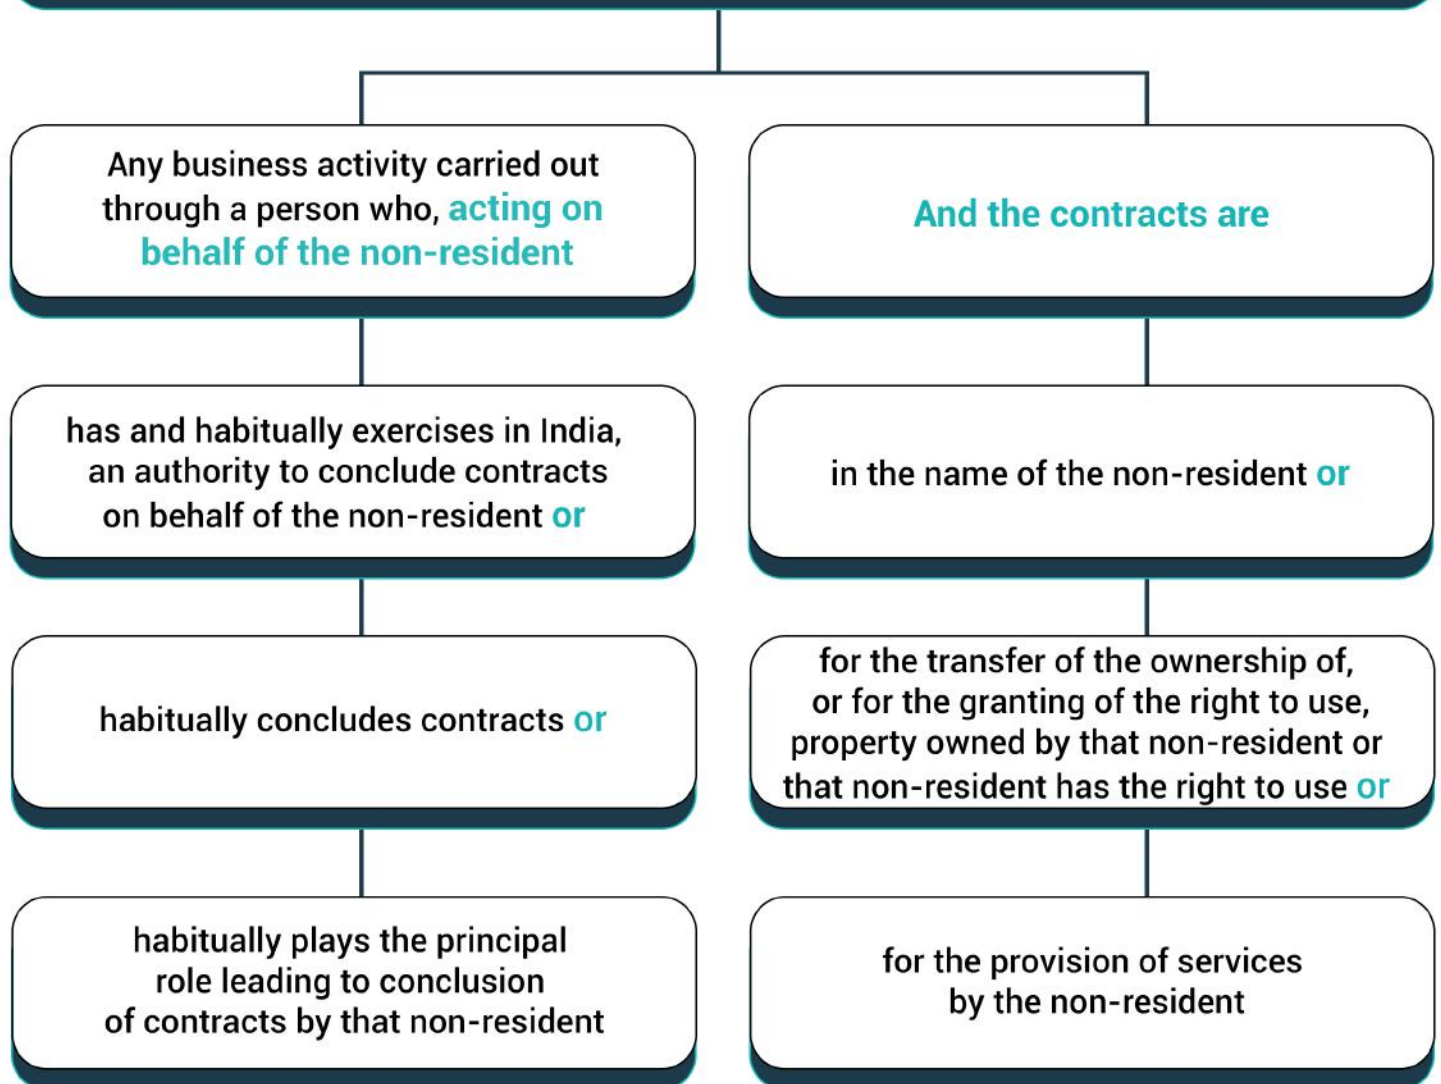 Any business activity carried out
through a person who, acting on
behalf of the non-resident
has and habitually exercises in India,
an authority to conclude contracts
on behalf of the non-resident or
habitually concludes contracts or
habitually plays the principal
role leading to conclusion
of contracts by that non-resident
And the contracts are
in the name of the non-resident or
for the transfer of the ownership of,
or for the granting of the right to use,
property owned by that non-resident or
that non-resident has the right to use or
for the provision of services
by the non-resident